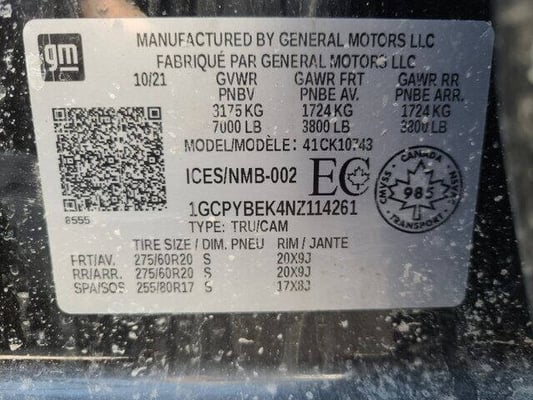 gm
MANUFACTURED BY GENERAL MOTORS LLC
FABRIQUÉ PAR GENERAL MOTORS LLC
10/21 GVWR GAWR FRT GAWR RR
PNBV PNBE AV. PNBE ARR.
3175 KG 1724 KG 1724 KG
7000 LB 3800 LB 3800 LB
MODEL/MODÈLE: 41CK10743
ICES/NMB-002 EC
CANADA
CMVSS 985 NSVAC
TRANSPORT
1GCPYBEK4NZ114261
TYPE: TRU/CAM
8555
TIRE SIZE / DIM. PNEU RIM / JANTE
FRT/AV. 275/60R20 S 20X9J
RR/ARR. 275/60R20 S 20X9J
SPA/SOS 255/80R17 S 17X8J